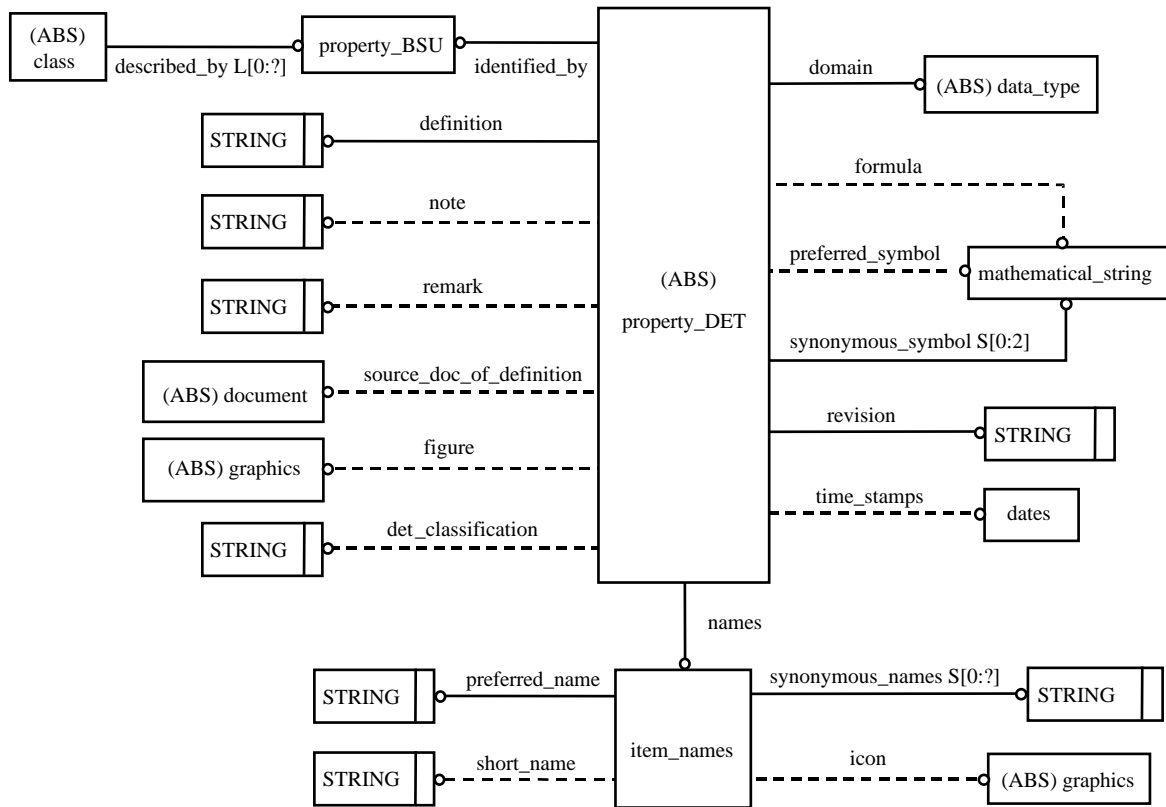 (ABS)
class
described_by L[0:?]
property_BSU
identified_by
domain
(ABS) data_type
STRING
definition
formula
STRING
note
preferred_symbol
mathematical_string
(ABS)
property_DET
STRING
remark
synonymous_symbol S[0:2]
(ABS) document
source_doc_of_definition
revision
STRING
(ABS) graphics
figure
time_stamps
dates
STRING
det_classification
names
STRING
preferred_name
synonymous_names S[0:?]
STRING
item_names
STRING
short_name
icon
(ABS) graphics